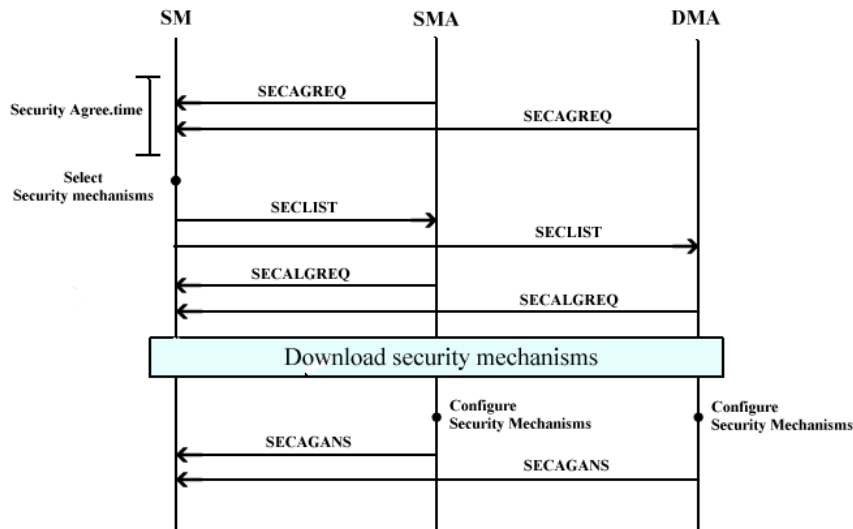 SM
SMA
DMA
SECAGREQ
Security Agree.time
SECAGREQ
Select
Security mechanisms
SECLIST
SECLIST
SECALGREQ
SECALGREQ
Download security mechanisms
Configure
Security Mechanisms
Configure
Security Mechanisms
SECAGANS
SECAGANS